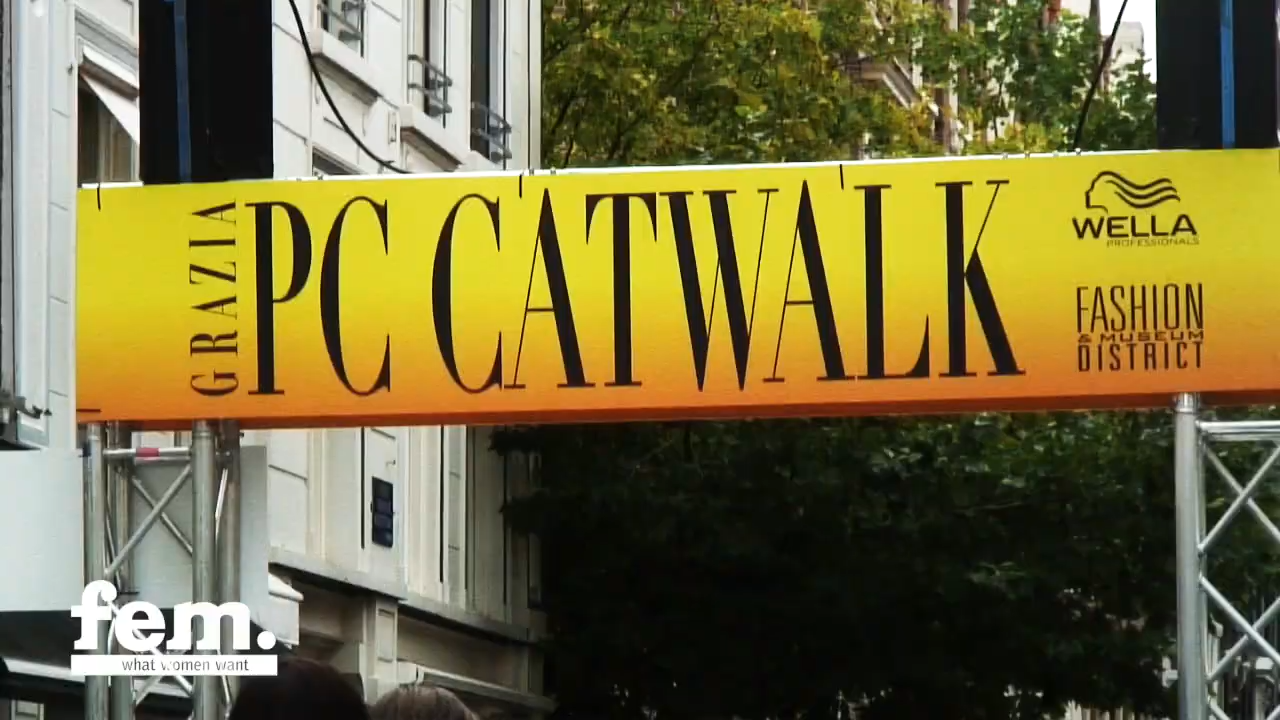 GRAZIA
PC CATWALK
WELLA
PROFESSIONALS
FASHION
& MUSEUM
DISTRICT
fem.
what women want